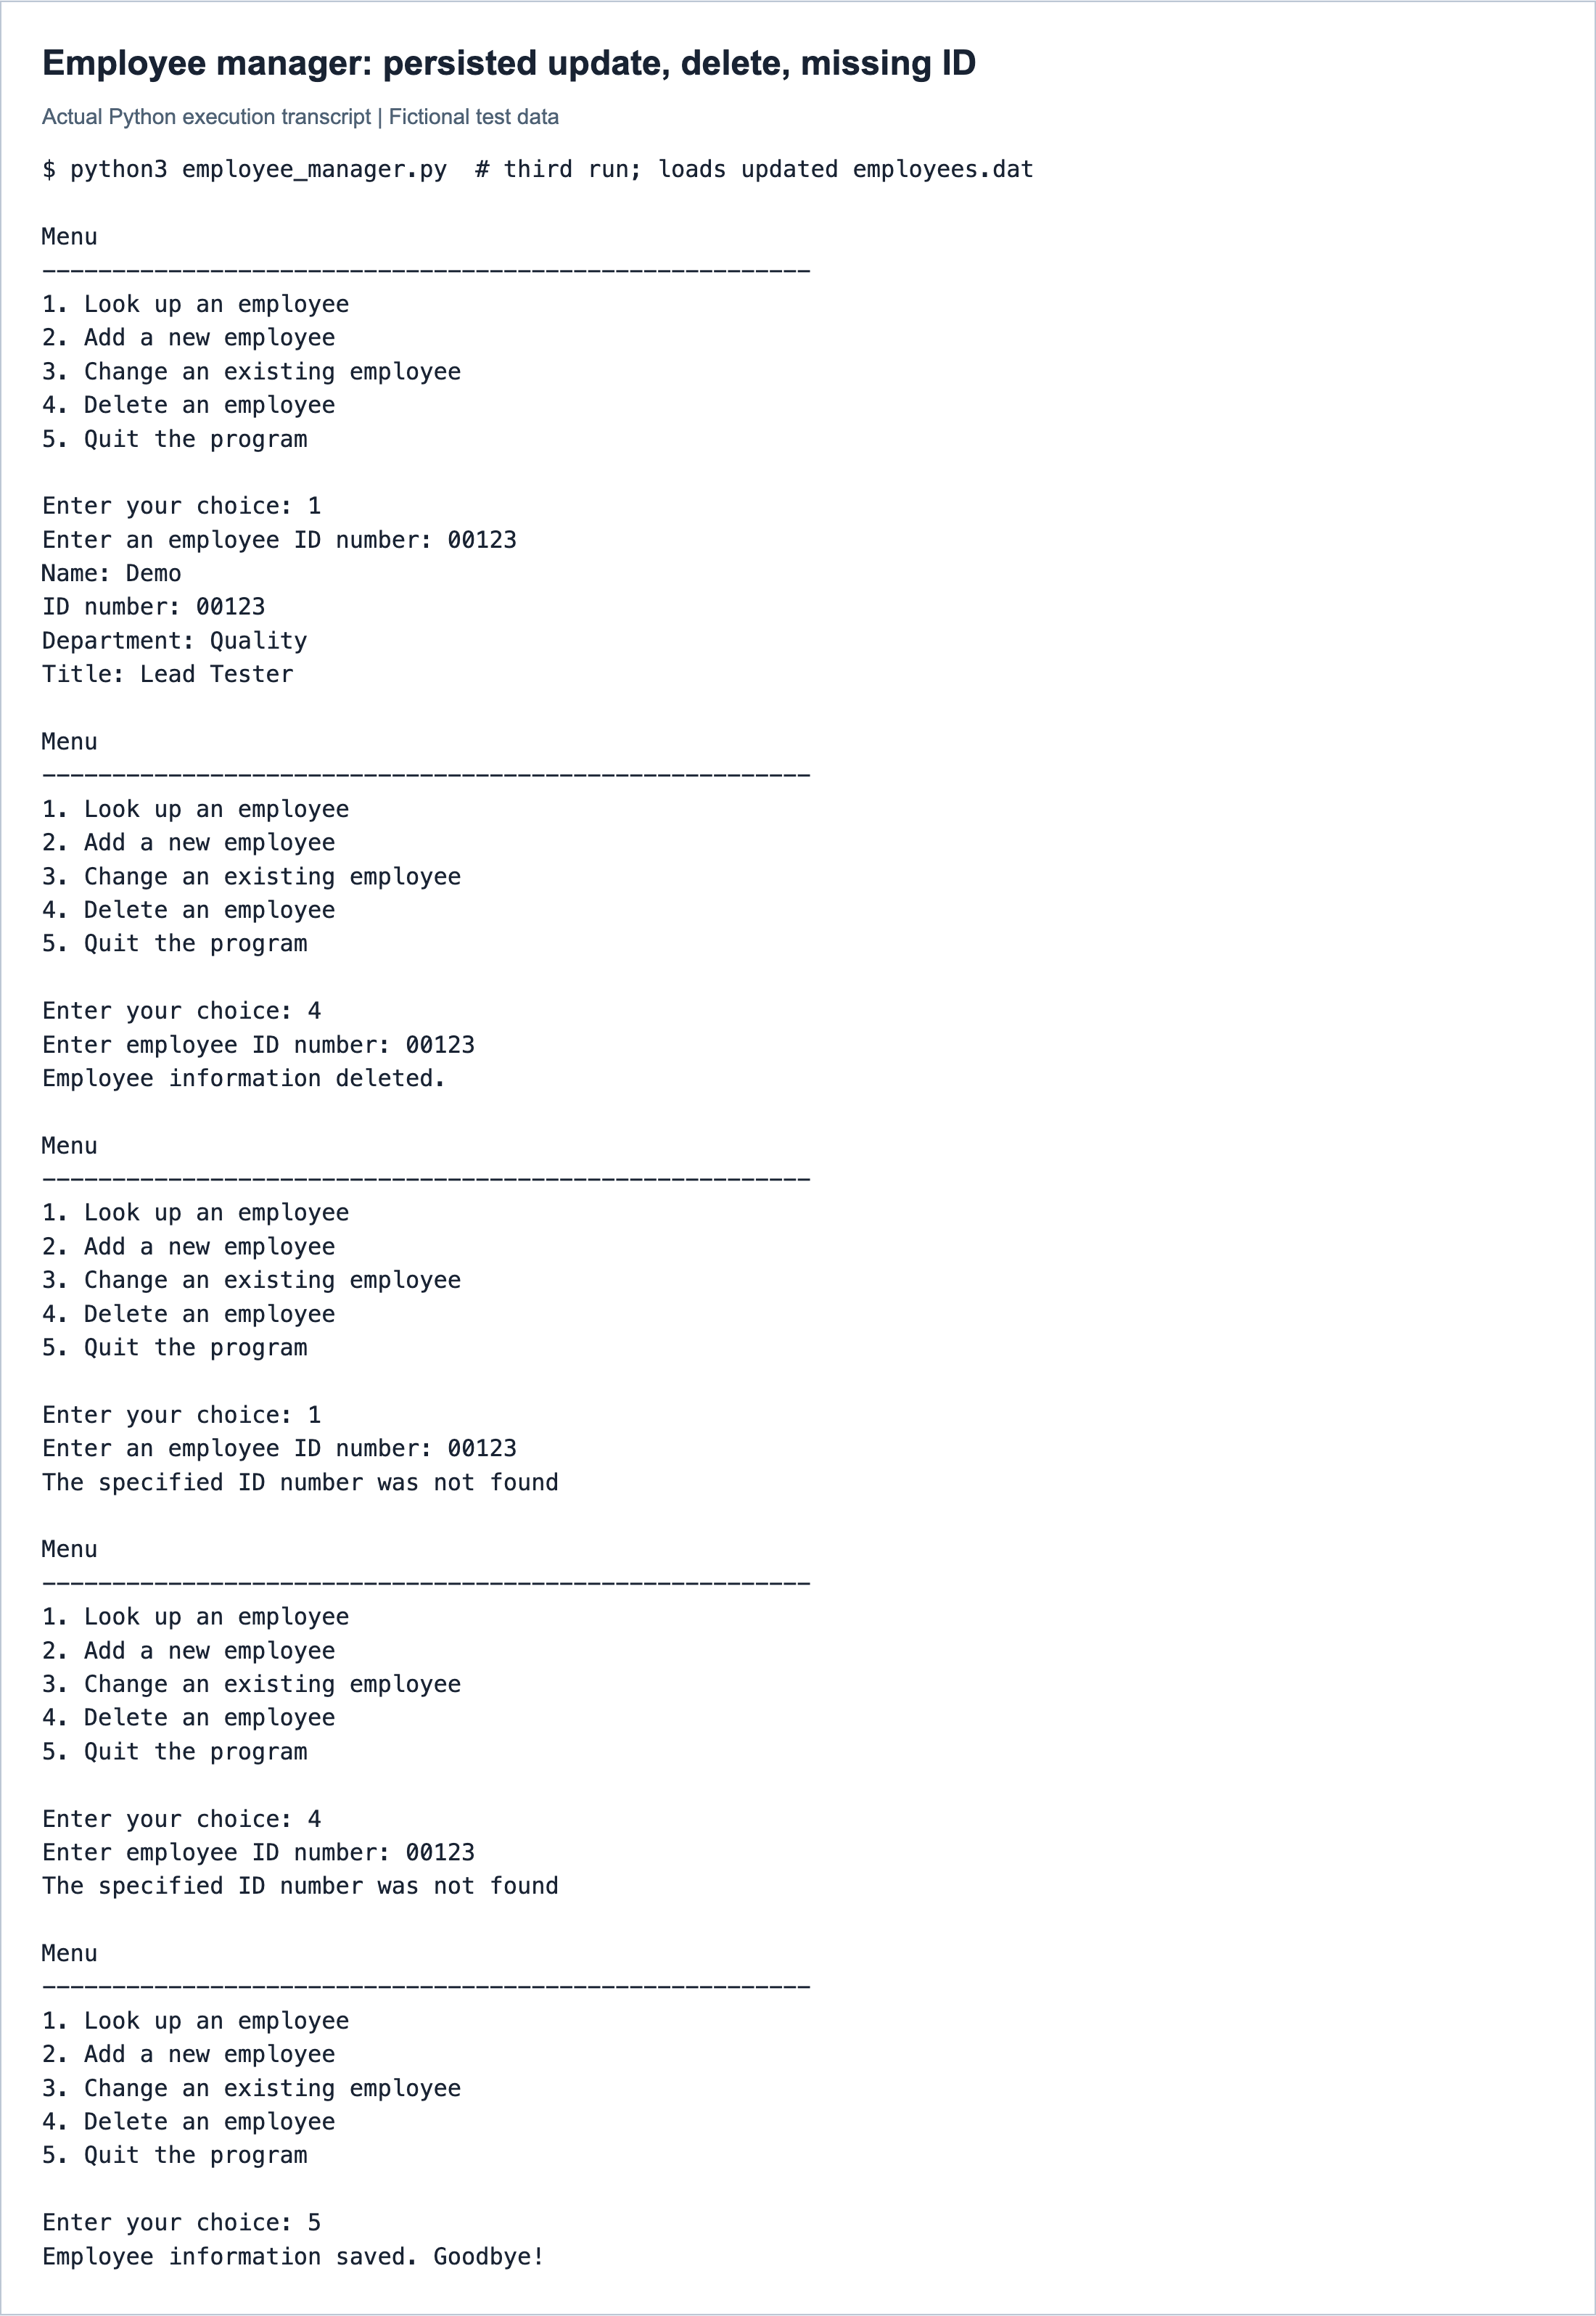 Employee manager: persisted update, delete, missing ID
Actual Python execution transcript | Fictional test data
$ python3 employee_manager.py  # third run; loads updated employees.dat
Menu
-------------------------------------------------------
1. Look up an employee
2. Add a new employee
3. Change an existing employee
4. Delete an employee
5. Quit the program
Enter your choice: 1
Enter an employee ID number: 00123
Name: Demo
ID number: 00123
Department: Quality
Title: Lead Tester
Menu
-------------------------------------------------------
1. Look up an employee
2. Add a new employee
3. Change an existing employee
4. Delete an employee
5. Quit the program
Enter your choice: 4
Enter employee ID number: 00123
Employee information deleted.
Menu
-------------------------------------------------------
1. Look up an employee
2. Add a new employee
3. Change an existing employee
4. Delete an employee
5. Quit the program
Enter your choice: 1
Enter an employee ID number: 00123
The specified ID number was not found
Menu
-------------------------------------------------------
1. Look up an employee
2. Add a new employee
3. Change an existing employee
4. Delete an employee
5. Quit the program
Enter your choice: 4
Enter employee ID number: 00123
The specified ID number was not found
Menu
-------------------------------------------------------
1. Look up an employee
2. Add a new employee
3. Change an existing employee
4. Delete an employee
5. Quit the program
Enter your choice: 5
Employee information saved. Goodbye!